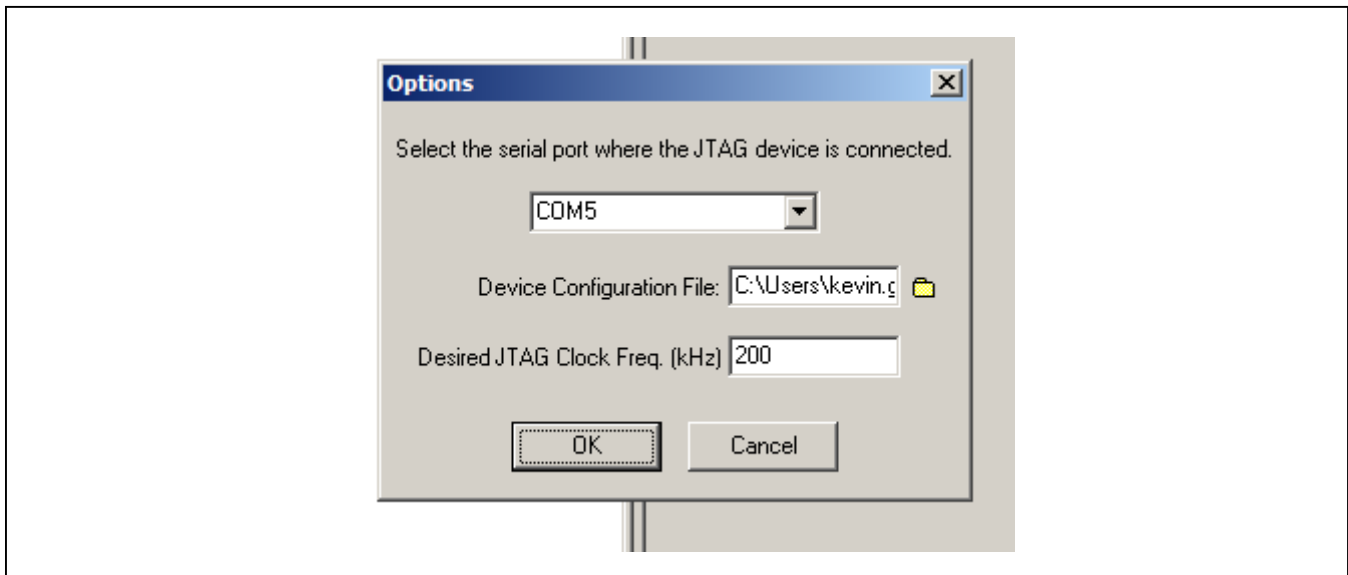 Options
Select the serial port where the JTAG device is connected.
COM5
Device Configuration File: C:\Users\kevin.g
Desired JTAG Clock Freq. (kHz) 200
OK Cancel